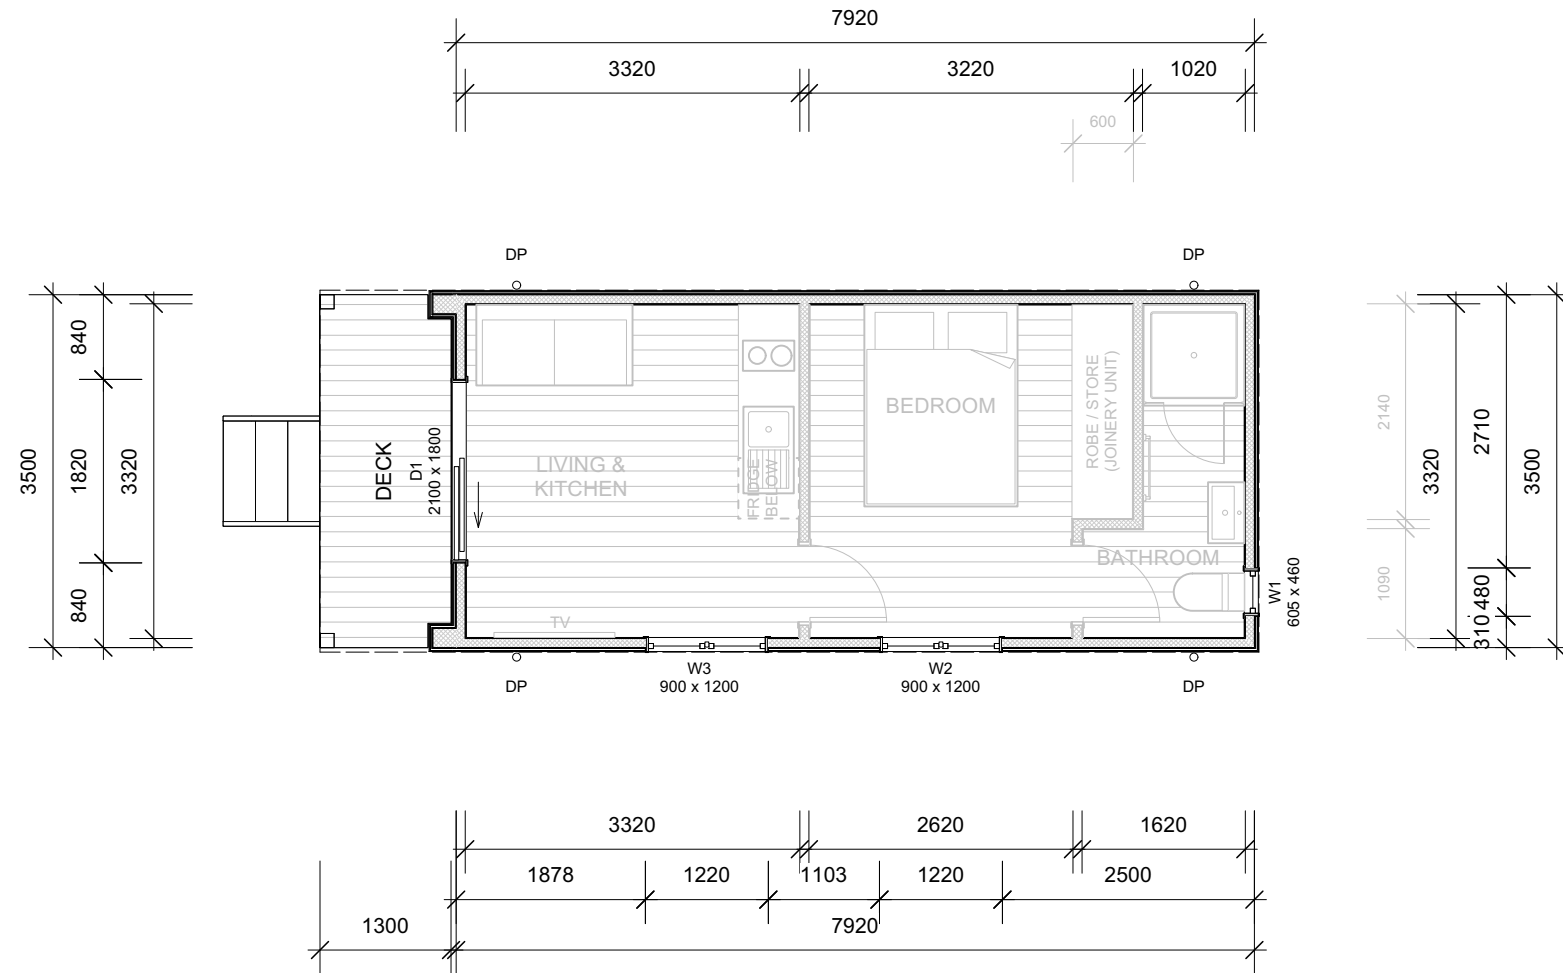 7920
3320
3220
1020
600
DP
DP
3500
840
1820
840
3320
DECK
D1
2100 x 1800
LIVING &
KITCHEN
FRIDGE
BELOW
TV
BEDROOM
ROBE / STORE
(JOINERY UNIT)
BATHROOM
W1
605 x 460
2140
1090
3320
2710
480
310
3500
DP
W3
900 x 1200
W2
900 x 1200
DP
3320
2620
1620
1878
1220
1103
1220
2500
1300
7920